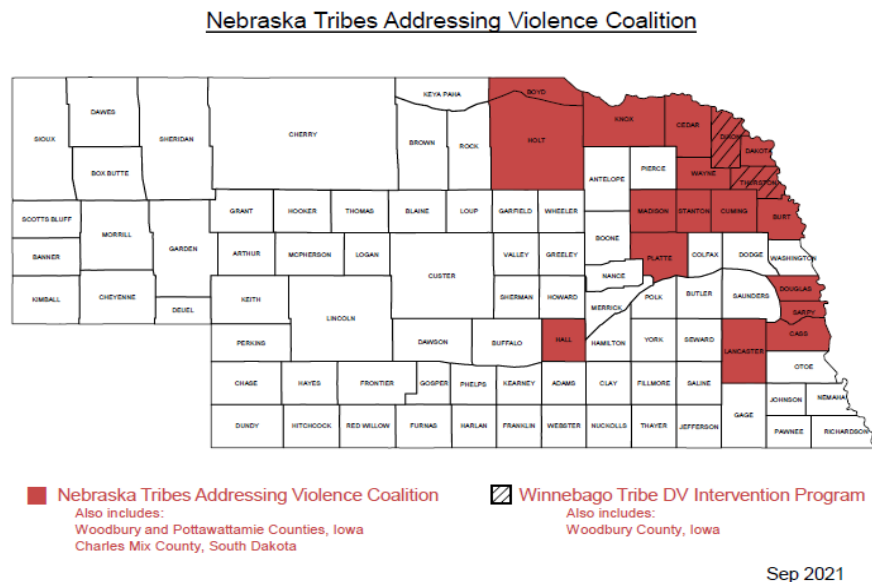 Nebraska Tribes Addressing Violence Coalition
KEYA PAHA
BOYD
DAWES
KNOX
SIOUX
SHERIDAN
CHERRY
CEDAR
DIXON
BROWN
ROCK
HOLT
DAKOTA
PIERCE
WAYNE
BOX BUTTE
ANTELOPE
THURSTON
SCOTTS BLUFF
GRANT
HOOKER
THOMAS
BLAINE
LOUP
GARFIELD
WHEELER
MADISON
STANTON
CUMING
BURT
MORRILL
BOONE
GARDEN
BANNER
ARTHUR
MCPHERSON
LOGAN
VALLEY
GREELEY
PLATTE
COLFAX
DODGE
WASHINGTON
CUSTER
NANCE
KIMBALL
CHEYENNE
KEITH
SHERMAN
HOWARD
MERRICK
POLK
BUTLER
SAUNDERS
DOUGLAS
DEUEL
LINCOLN
SARPY
CASS
PERKINS
DAWSON
BUFFALO
HALL
HAMILTON
YORK
SEWARD
LANCASTER
OTOE
CHASE
HAYES
FRONTIER
GOSPER
PHELPS
KEARNEY
ADAMS
CLAY
FILLMORE
SALINE
JOHNSON
NEMAHA
GAGE
DUNDY
HITCHCOCK
RED WILLOW
FURNAS
HARLAN
FRANKLIN
WEBSTER
NUCKOLLS
THAYER
JEFFERSON
PAWNEE
RICHARDSON
Nebraska Tribes Addressing Violence Coalition
Also includes:
Woodbury and Pottawattamie Counties, Iowa
Charles Mix County, South Dakota
Winnebago Tribe DV Intervention Program
Also includes:
Woodbury County, Iowa
Sep 2021